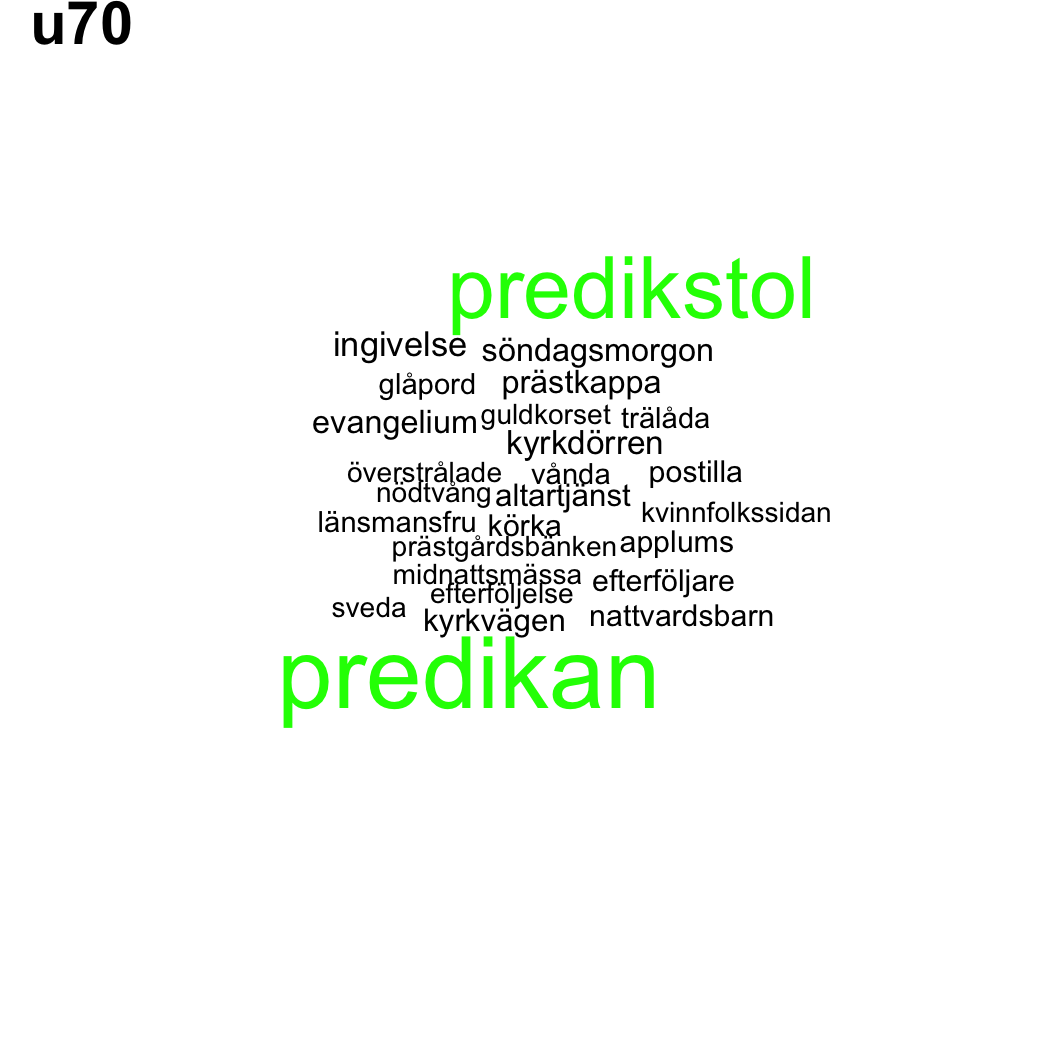 u70
predikstol
ingivelse söndagsmorgon
glåpord prästkappa
evangelium guldkorset trälåda
kyrkdörren
överstrålade vånda postilla
nödtvång altartjänst
kvinnfolkssidan
länsmansfru körka
prästgårdsbänken applums
midnattsmässa efterföljare
efterföljelse
sveda kyrkvägen nattvardsbarn
predikan